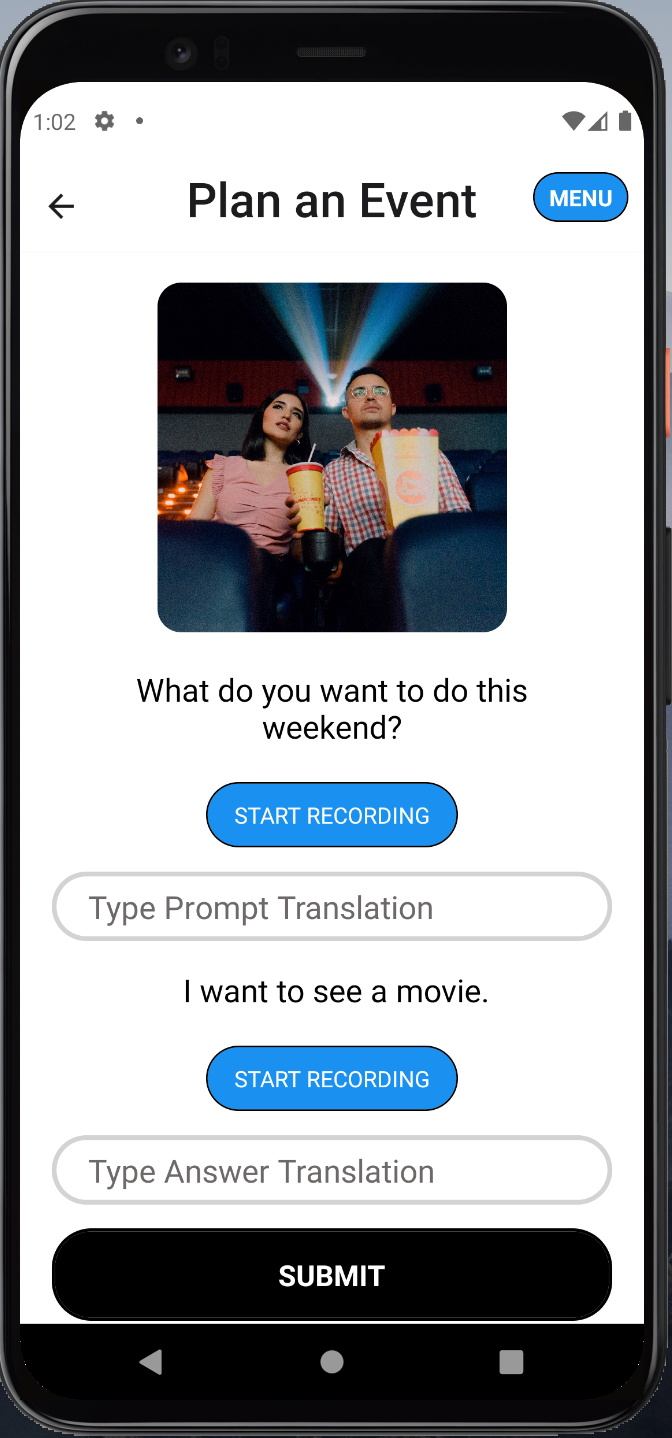 1:02
Plan an Event
MENU
What do you want to do this
weekend?
START RECORDING
Type Prompt Translation
I want to see a movie.
START RECORDING
Type Answer Translation
SUBMIT